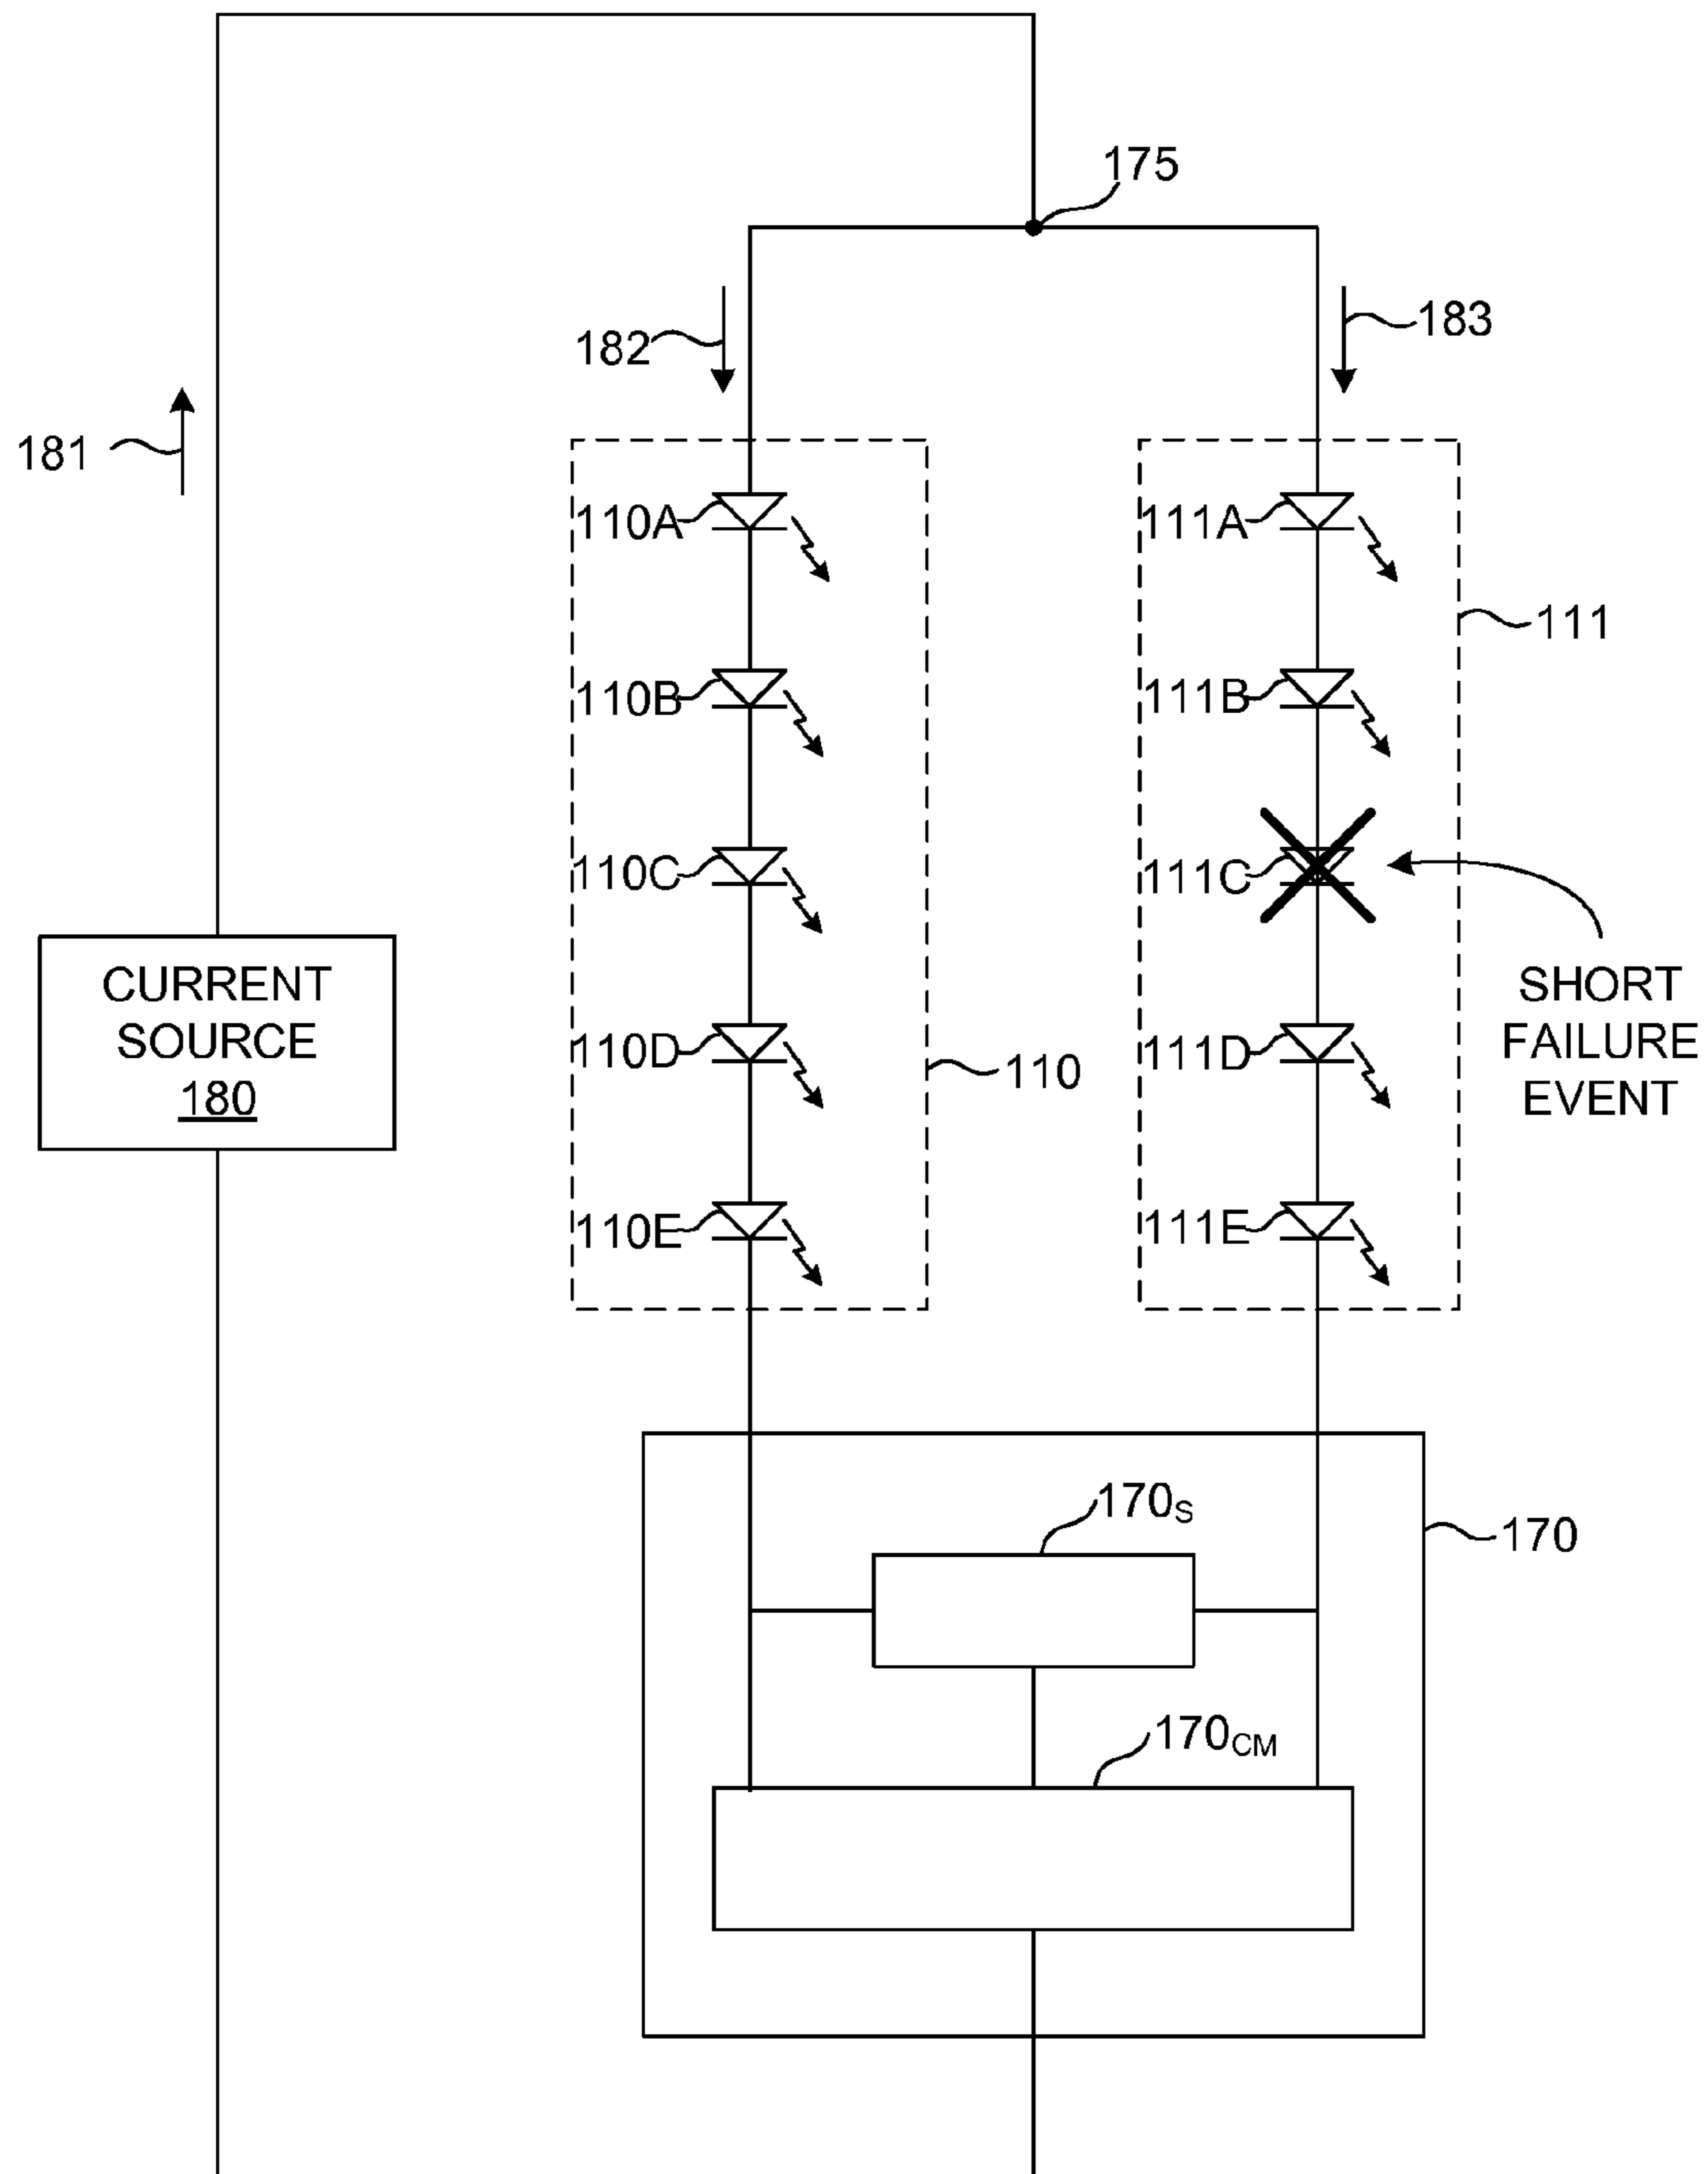 175
182
183
181
110A
111A
111
110B
111B
110C
111C
CURRENT
SOURCE
180
SHORT
FAILURE
EVENT
110D
110
111D
110E
111E
170S
170
170CM